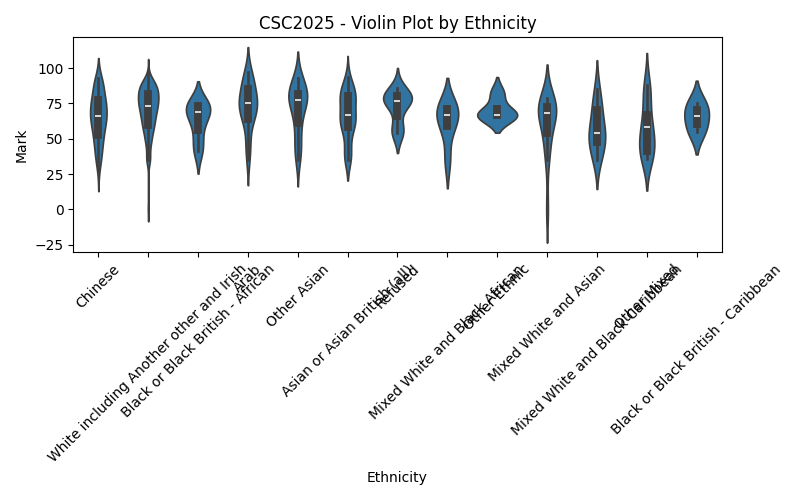 CSC2025 - Violin Plot by Ethnicity
Mark
100
75
50
25
0
−25
Chinese
White including Another other and Irish
Black or Black British - African
Arab
Other Asian
Asian or Asian British (all)
Refused
Mixed White and Black African
Other Ethnic
Mixed White and Asian
Mixed White and Black Caribbean
Other Mixed
Black or Black British - Caribbean
Ethnicity